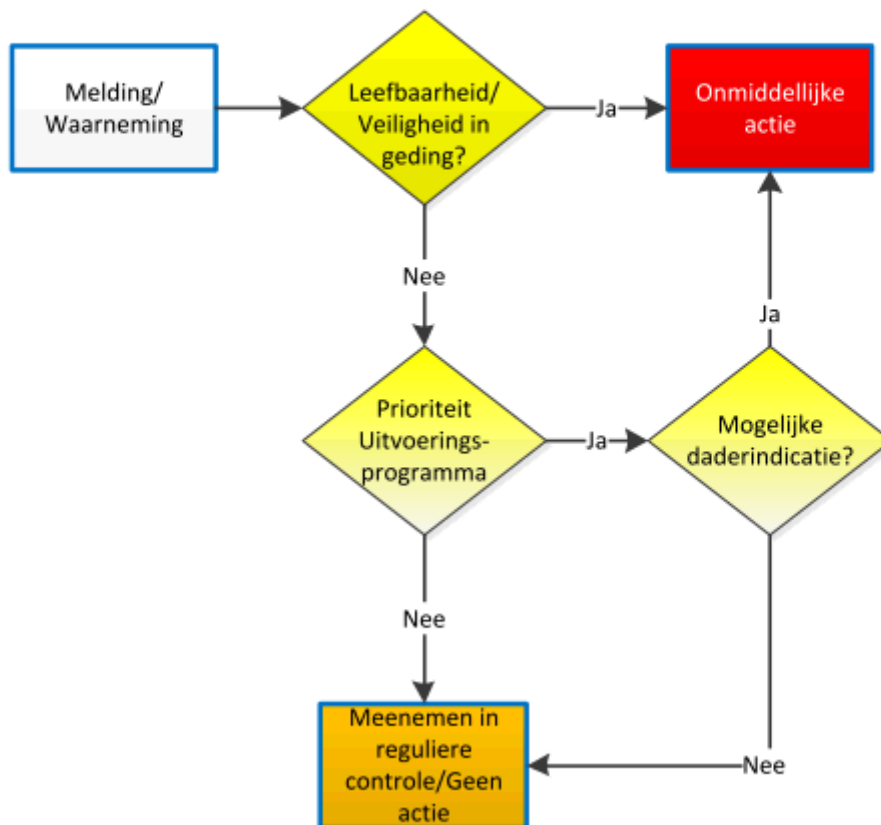 Melding/
Waarneming
Leefbaarheid/
Veiligheid in
geding?
Ja
Onmiddellijke
actie
Nee
Ja
Prioriteit
Uitvoerings-
programma
Ja
Mogelijke
daderindicatie?
Nee
Meenemen in
reguliere
controle/Geen
actie
Nee